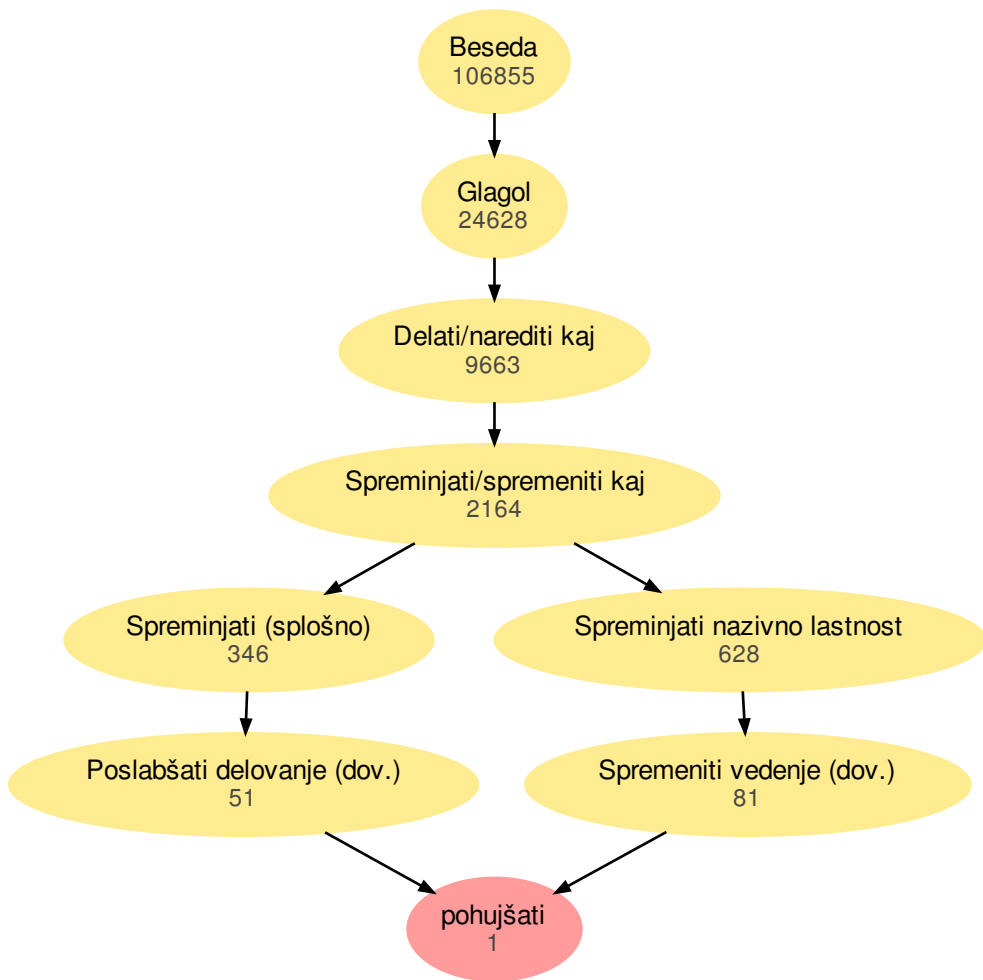 Beseda
106855
Glagol
24628
Delati/narediti kaj
9663
Spreminjati/spremeniti kaj
2164
Spreminjati (splošno)
346
Spreminjati nazivno lastnost
628
Poslabšati delovanje (dov.)
51
Spremeniti vedenje (dov.)
81
pohujšati
1